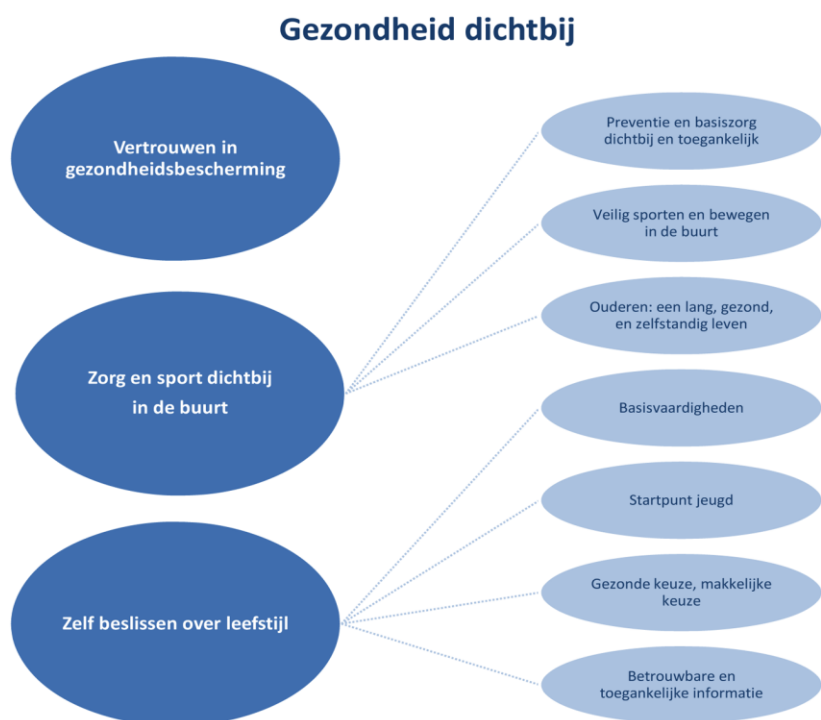 Gezondheid dichtbij
Vertrouwen in
gezondheidsbescherming
Zorg en sport dichtbij
in de buurt
Zelf beslissen over leefstijl
Preventie en basiszorg
dichtbij en toegankelijk
Veilig sporten en bewegen
in de buurt
Ouderen: een lang, gezond,
en zelfstandig leven
Basisvaardigheden
Startpunt jeugd
Gezonde keuze, makkelijke
keuze
Betrouwbare en
toegankelijke informatie